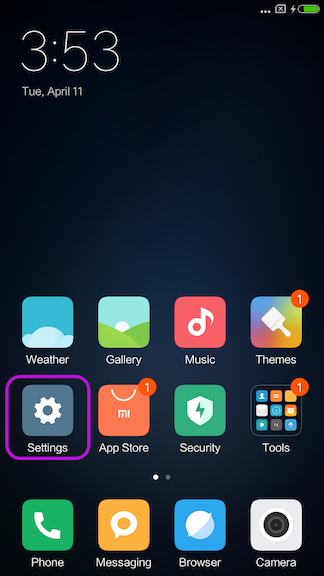 3:53
Tue, April 11
Weather Gallery Music Themes
1
Settings App Store Security Tools
1 1
mi
Phone Messaging Browser Camera